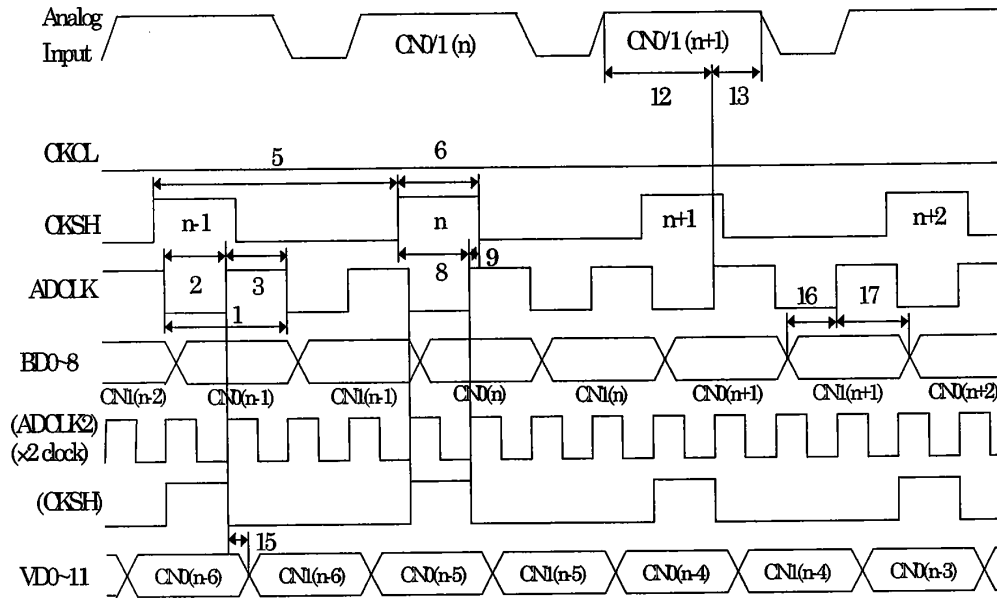 Analog
Input
CN0/1 (n)
CN0/1 (n+1)
12
13
CKCL
5
6
CKSH
n-1
n
n+1
n+2
ADCLK
2
3
8
9
1
16
17
BD0~8
CN1(n-2)
CN0(n-1)
CN1(n-1)
CN0(n)
CN1(n)
CN0(n+1)
CN1(n+1)
CN0(n+2)
(ADCLK2)
(×2 clock)
(CKSH)
15
VD0~11
CN0(n-6)
CN1(n-6)
CN0(n-5)
CN1(n-5)
CN0(n-4)
CN1(n-4)
CN0(n-3)